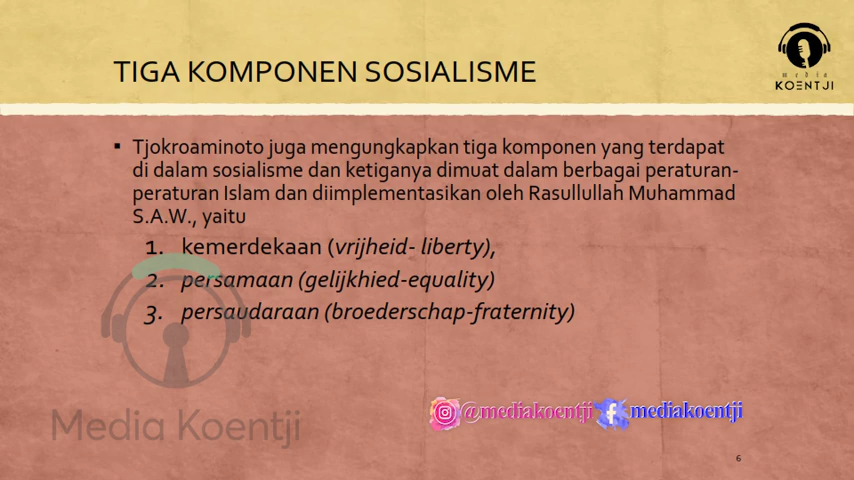 TIGA KOMPONEN SOSIALISME
media
KOENTJI
▪ Tjokroaminoto juga mengungkapkan tiga komponen yang terdapat
di dalam sosialisme dan ketiganya dimuat dalam berbagai peraturan-
peraturan Islam dan diimplementasikan oleh Rasullullah Muhammad
S.A.W., yaitu
1. kemerdekaan (vrijheid- liberty),
2. persamaan (gelijkhied-equality)
3. persaudaraan (broederschap-fraternity)
Media Koentji
@mediakoentji mediakoentji
6